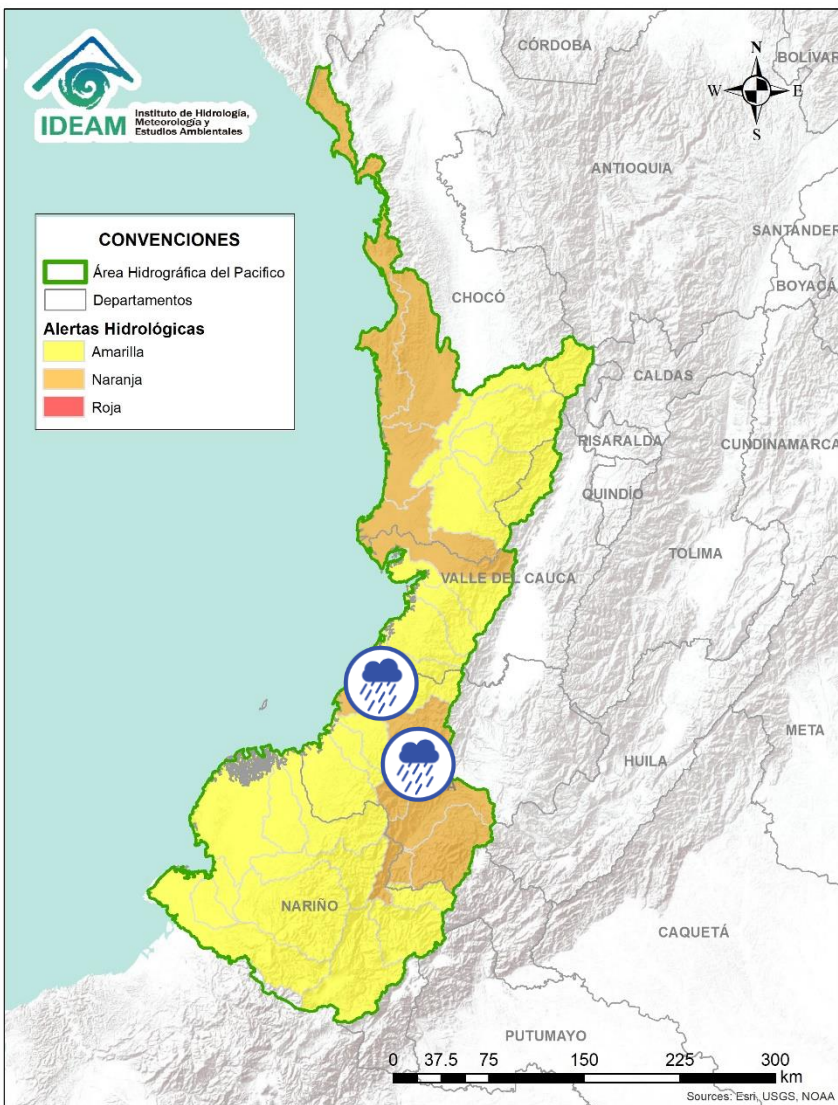 IDEAM
Instituto de Hidrología,
Meteorología y
Estudios Ambientales
CÓRDOBA
BOLÍVAR
N
W
E
S
ANTIOQUIA
SANTANDER
BOYACÁ
CONVENCIONES
Área Hidrográfica del Pacifico
Departamentos
Alertas Hidrológicas
Amarilla
Naranja
Roja
CHOCÓ
CALDAS
RISARALDA
CUNDINAMARCA
QUINDÍO
TOLIMA
VALLE DEL CAUCA
META
HUILA
NARIÑO
CAQUETÁ
PUTUMAYO
0 37.5 75 150 225 300
km
Sources: Esri, USGS, NOAA